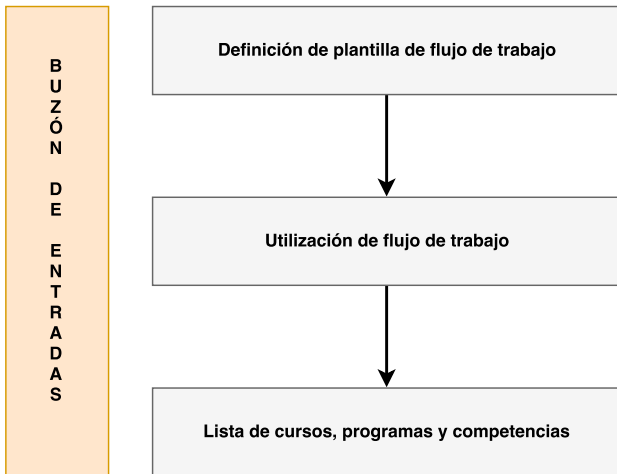 BUZÓN DE ENTRADAS
Definición de plantilla de flujo de trabajo
Utilización de flujo de trabajo
Lista de cursos, programas y competencias